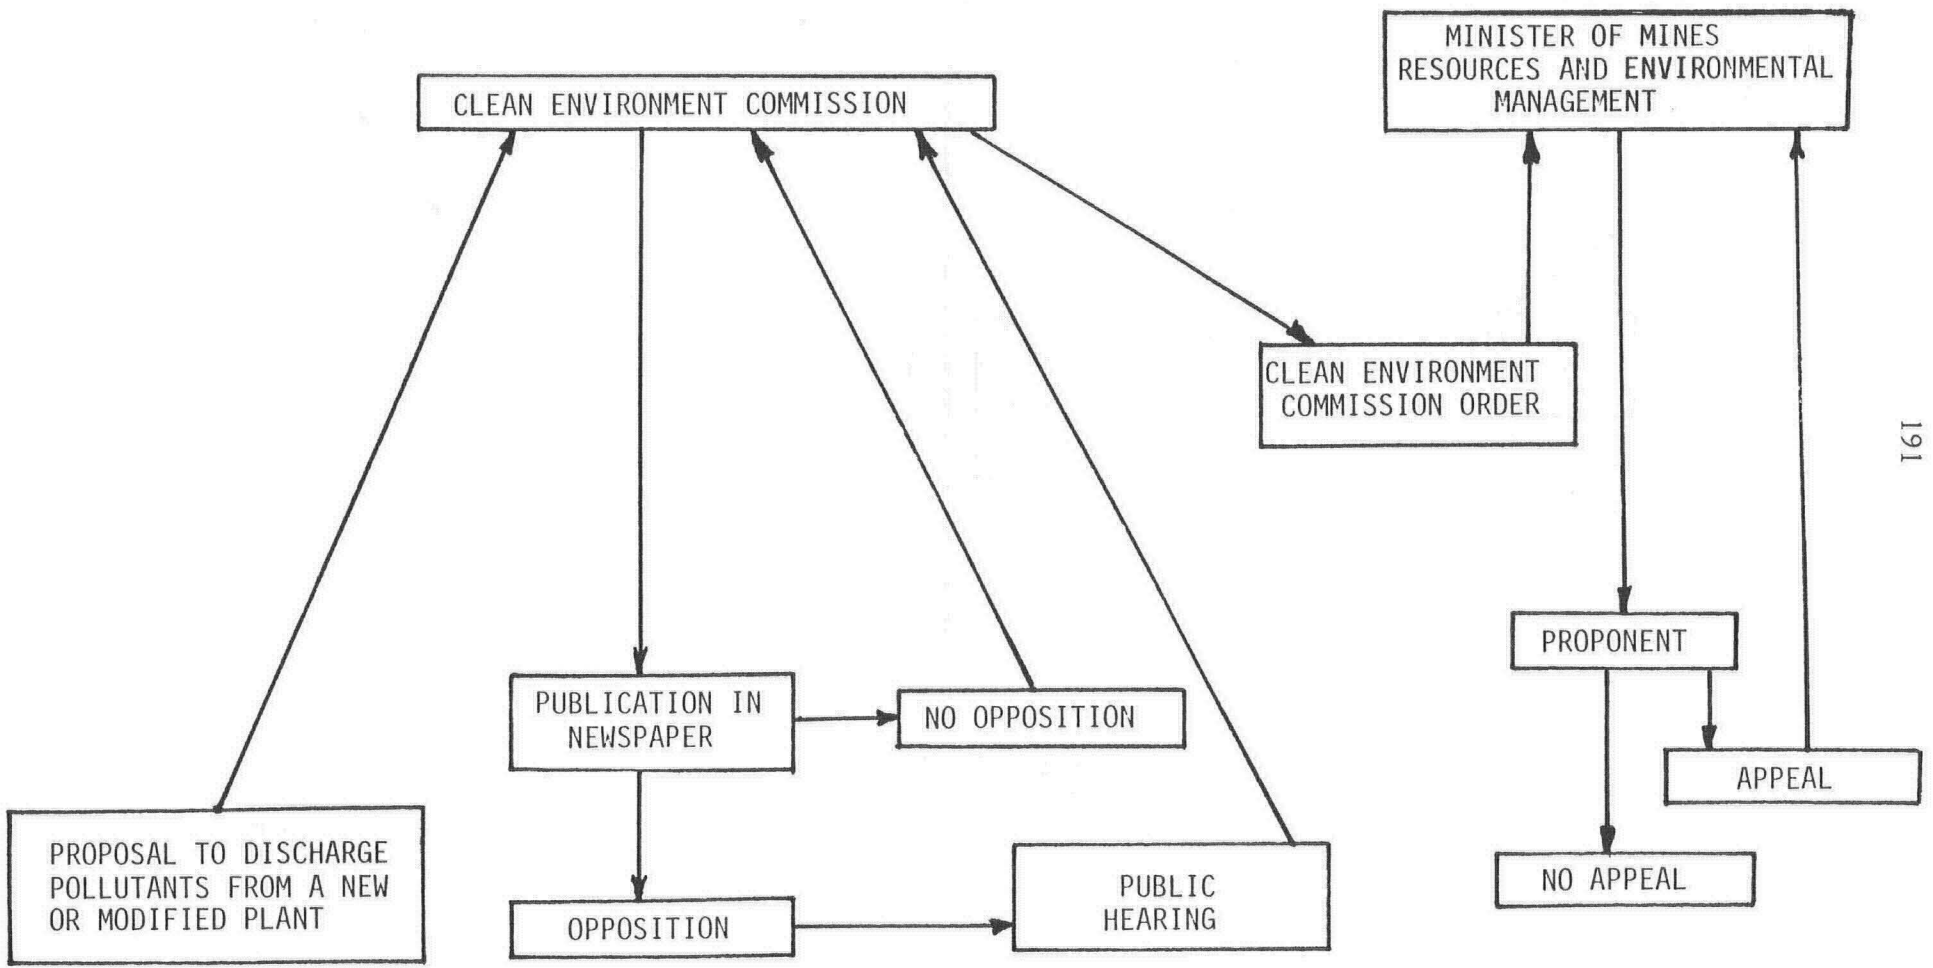 MINISTER OF MINES
RESOURCES AND ENVIRONMENTAL
MANAGEMENT
CLEAN ENVIRONMENT COMMISSION
CLEAN ENVIRONMENT
COMMISSION ORDER
191
PROPONENT
PUBLICATION IN
NEWSPAPER
NO OPPOSITION
APPEAL
PROPOSAL TO DISCHARGE
POLLUTANTS FROM A NEW
OR MODIFIED PLANT
OPPOSITION
PUBLIC
HEARING
NO APPEAL